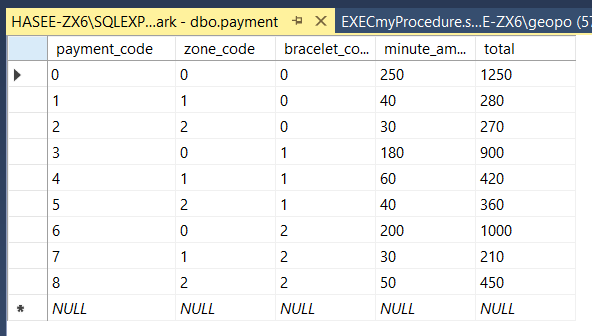 HASEE-ZX6\SQLEXP...ark - dbo.payment EXECmyProcedure.s...E-ZX6\geopo (57
payment_code zone_code bracelet_co... minute_am... total
0 0 0 250 1250
1 1 0 40 280
2 2 0 30 270
3 0 1 180 900
4 1 1 60 420
5 2 1 40 360
6 0 2 200 1000
7 1 2 30 210
8 2 2 50 450
NULL NULL NULL NULL NULL